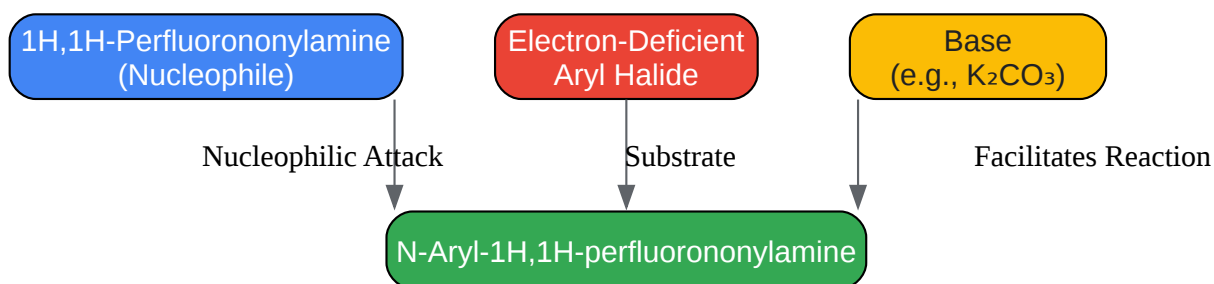 1H,1H-Perfluorononylamine
(Nucleophile)
Electron-Deficient
Aryl Halide
Base
(e.g., K₂CO₃)
Nucleophilic Attack
Substrate
Facilitates Reaction
N-Aryl-1H,1H-perfluorononylamine